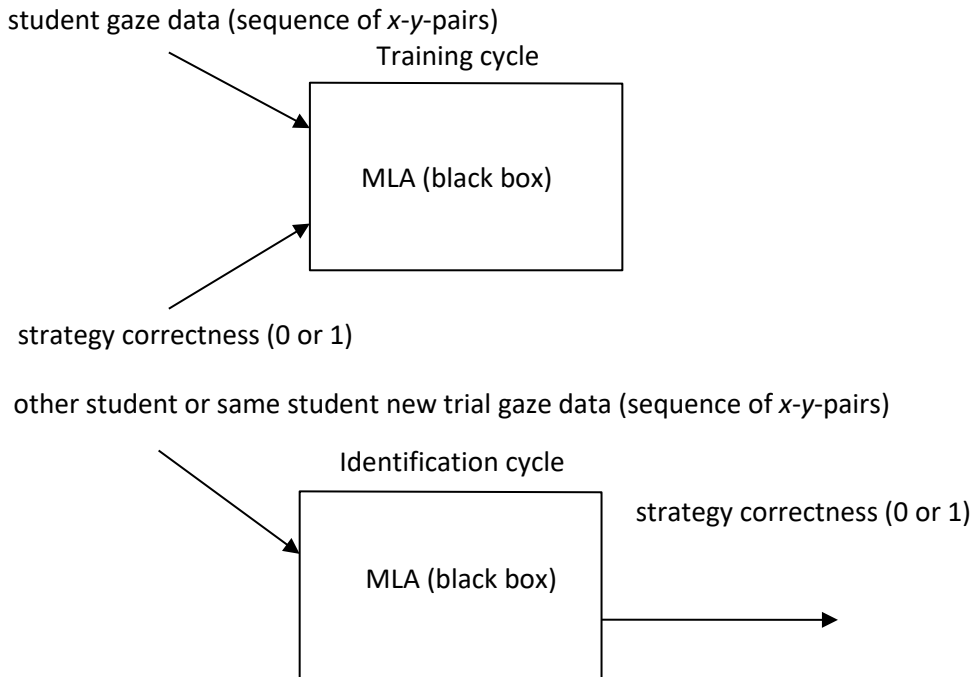 student gaze data (sequence of x-y-pairs)
Training cycle
MLA (black box)
strategy correctness (0 or 1)
other student or same student new trial gaze data (sequence of x-y-pairs)
Identification cycle
strategy correctness (0 or 1)
MLA (black box)